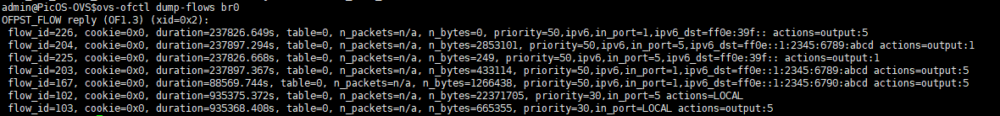 admin@PicOS-OVS$ovs-ofctl dump-flows br0
OFPST_FLOW reply (OF1.3) (xid=0x2):
flow_id=226, cookie=0x0, duration=237826.649s, table=0, n_packets=n/a, n_bytes=0, priority=50,ipv6,in_port=1,ipv6_dst=ff0e:39f:: actions=output:5
flow_id=204, cookie=0x0, duration=237897.294s, table=0, n_packets=n/a, n_bytes=2853101, priority=50,ipv6,in_port=5,ipv6_dst=ff0e::1:2345:6789:abcd actions=output:1
flow_id=225, cookie=0x0, duration=237826.668s, table=0, n_packets=n/a, n_bytes=249, priority=50,ipv6,in_port=5,ipv6_dst=ff0e:39f:: actions=output:1
flow_id=203, cookie=0x0, duration=237897.367s, table=0, n_packets=n/a, n_bytes=433114, priority=50,ipv6,in_port=1,ipv6_dst=ff0e::1:2345:6789:abcd actions=output:5
flow_id=167, cookie=0x0, duration=88569.744s, table=0, n_packets=n/a, n_bytes=1266438, priority=50,ipv6,in_port=1,ipv6_dst=ff0e::1:2345:6790:abcd actions=output:5
flow_id=102, cookie=0x0, duration=935375.372s, table=0, n_packets=n/a, n_bytes=22371705, priority=30,in_port=5 actions=LOCAL
flow_id=103, cookie=0x0, duration=935368.408s, table=0, n_packets=n/a, n_bytes=665355, priority=30,in_port=LOCAL actions=output:5